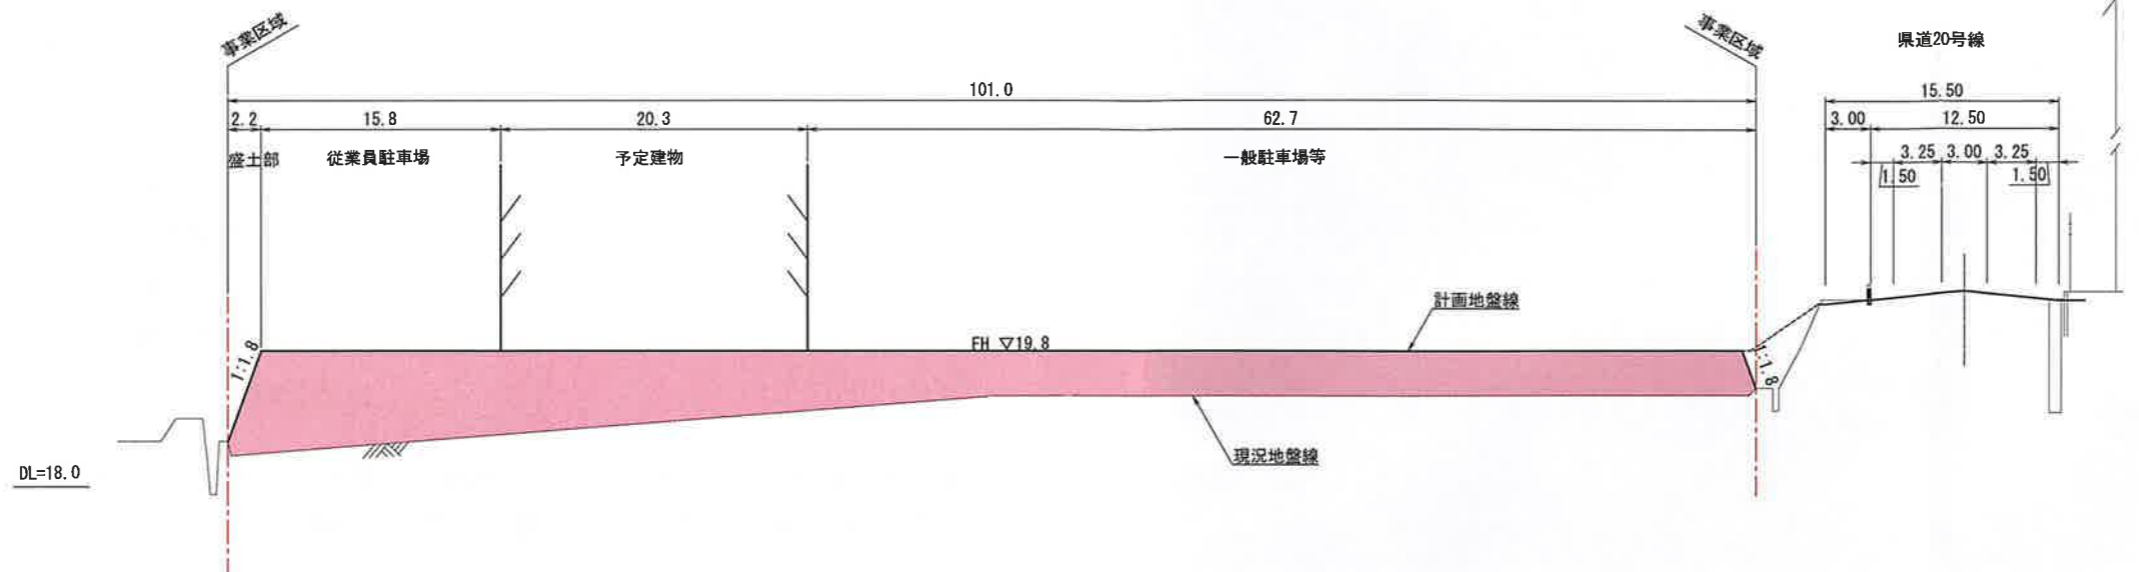 事業区域
事業区域
県道20号線
101.0
15.50
2.2
15.8
20.3
62.7
3.00
12.50
盛土部
従業員駐車場
予定建物
一般駐車場等
3.25
3.00
3.25
1.50
1.50
計画地盤線
FH ▽19.8
1:1.8
1:1.8
現況地盤線
DL=18.0